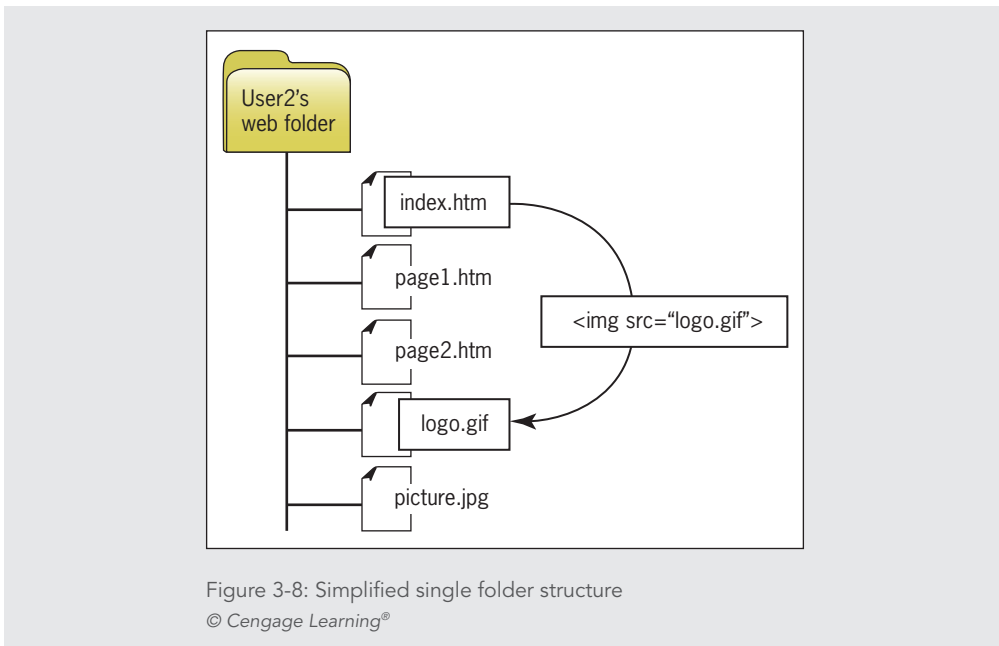 User2's
web folder
index.htm
page1.htm
<img src=“logo.gif”>
page2.htm
logo.gif
picture.jpg
Figure 3-8: Simplified single folder structure
© Cengage Learning®